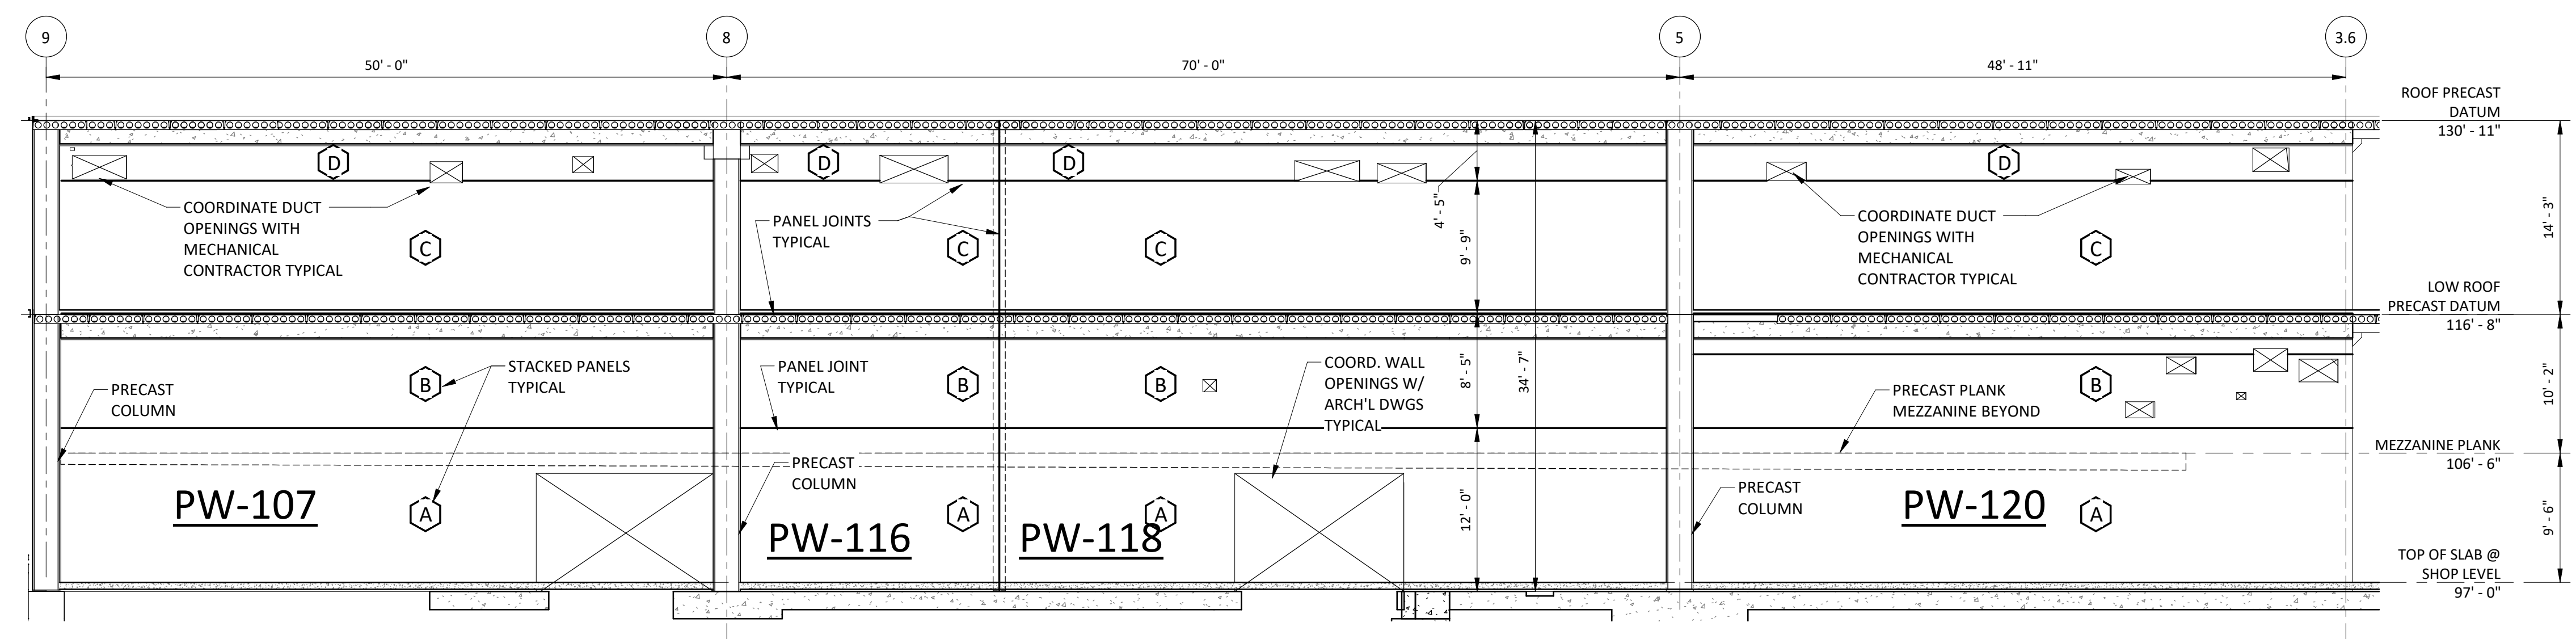 9
8
5
3.6
50' - 0"
70' - 0"
48' - 11"
ROOF PRECAST
DATUM
130' - 11"
D
D
D
D
COORDINATE DUCT
OPENINGS WITH
MECHANICAL
CONTRACTOR TYPICAL
PANEL JOINTS
TYPICAL
4' - 5"
COORDINATE DUCT
OPENINGS WITH
MECHANICAL
CONTRACTOR TYPICAL
14' - 3"
C
C
C
9' - 9"
C
LOW ROOF
PRECAST DATUM
116' - 8"
PRECAST
COLUMN
B
STACKED PANELS
TYPICAL
PANEL JOINT
TYPICAL
B
B
COORD. WALL
OPENINGS W/
ARCH'L DWGS
TYPICAL
8' - 5"
34' - 7"
PRECAST PLANK
MEZZANINE BEYOND
B
10' - 2"
MEZZANINE PLANK
106' - 6"
PRECAST
COLUMN
PRECAST
COLUMN
PW-107
A
PW-116
A
PW-118
A
12' - 0"
PW-120
A
9' - 6"
TOP OF SLAB @
SHOP LEVEL
97' - 0"